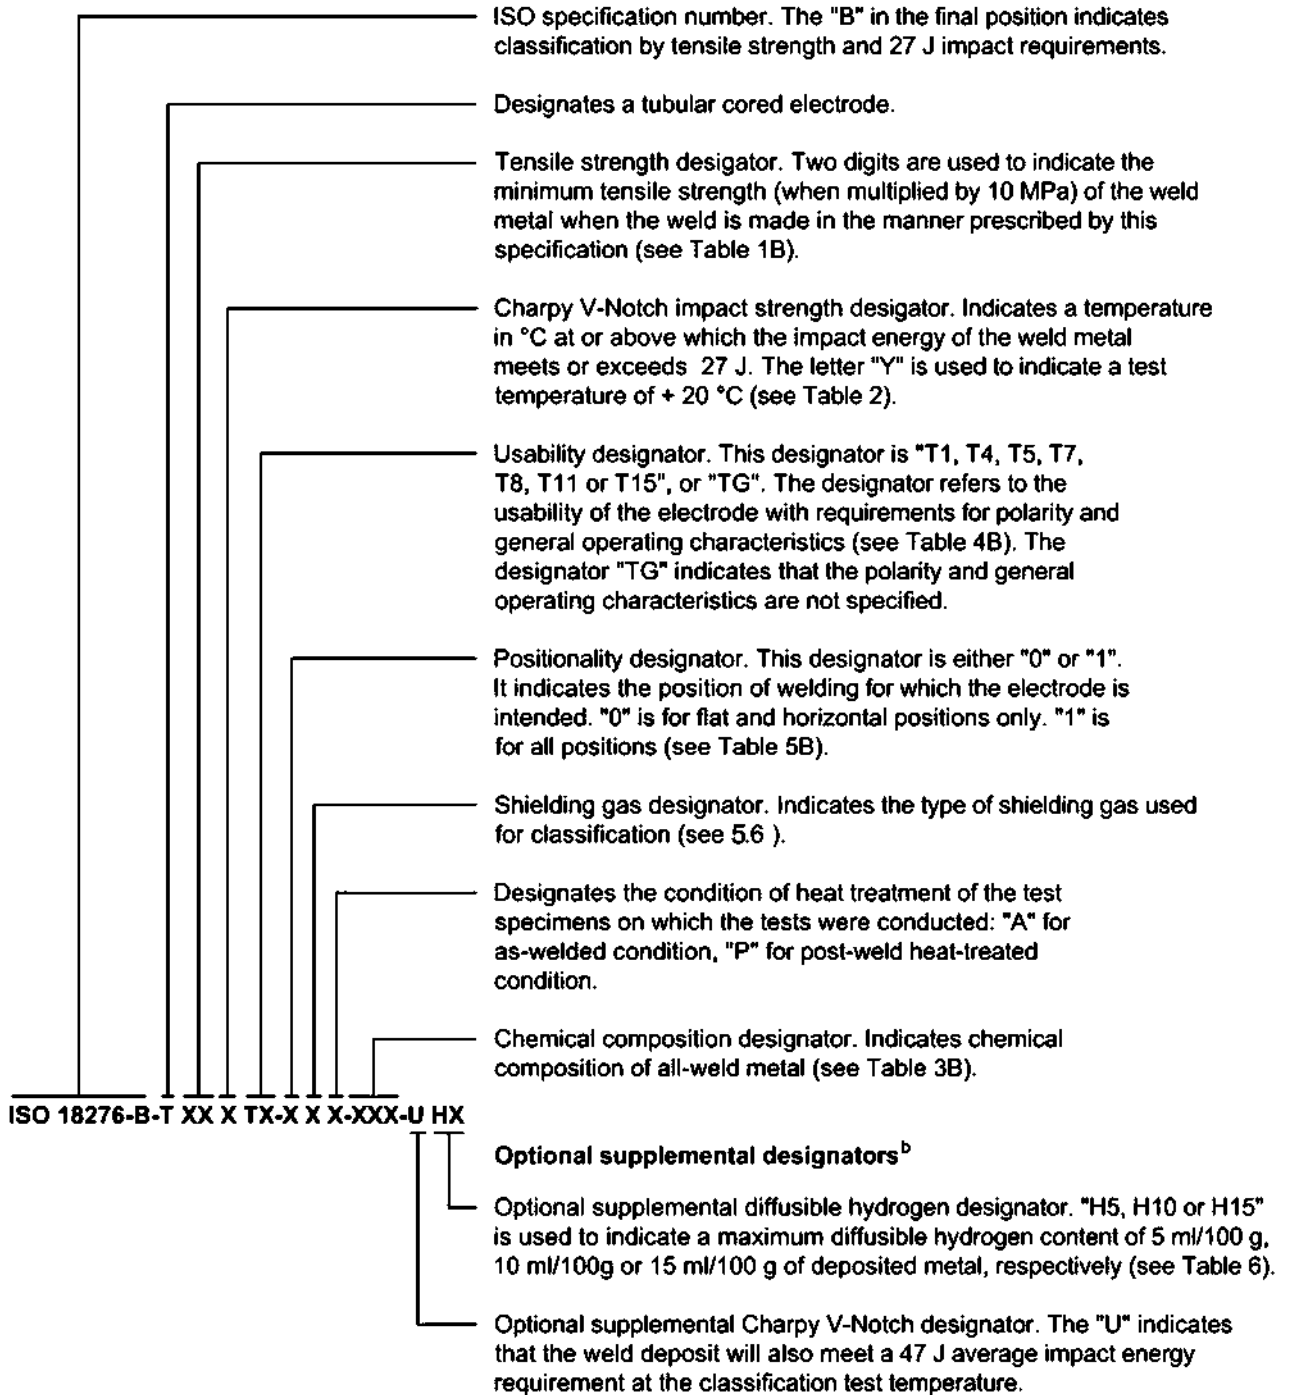 ISO specification number. The "B" in the final position indicates
classification by tensile strength and 27 J impact requirements.
Designates a tubular cored electrode.
Tensile strength desigator. Two digits are used to indicate the
minimum tensile strength (when multiplied by 10 MPa) of the weld
metal when the weld is made in the manner prescribed by this
specification (see Table 1B).
Charpy V-Notch impact strength desigator. Indicates a temperature
in °C at or above which the impact energy of the weld metal
meets or exceeds 27 J. The letter "Y" is used to indicate a test
temperature of + 20 °C (see Table 2).
Usability designator. This designator is "T1, T4, T5, T7,
T8, T11 or T15", or "TG". The designator refers to the
usability of the electrode with requirements for polarity and
general operating characteristics (see Table 4B). The
designator "TG" indicates that the polarity and general
operating characteristics are not specified.
Positionality designator. This designator is either "0" or "1".
It indicates the position of welding for which the electrode is
intended. "0" is for flat and horizontal positions only. "1" is
for all positions (see Table 5B).
Shielding gas designator. Indicates the type of shielding gas used
for classification (see 5.6 ).
Designates the condition of heat treatment of the test
specimens on which the tests were conducted: "A" for
as-welded condition, "P" for post-weld heat-treated
condition.
Chemical composition designator. Indicates chemical
composition of all-weld metal (see Table 3B).
ISO 18276-B-T XX X TX-X X X-XXX-U HX
Optional supplemental designators b
Optional supplemental diffusible hydrogen designator. "H5, H10 or H15"
is used to indicate a maximum diffusible hydrogen content of 5 ml/100 g,
10 ml/100g or 15 ml/100 g of deposited metal, respectively (see Table 6).
Optional supplemental Charpy V-Notch designator. The "U" indicates
that the weld deposit will also meet a 47 J average impact energy
requirement at the classification test temperature.